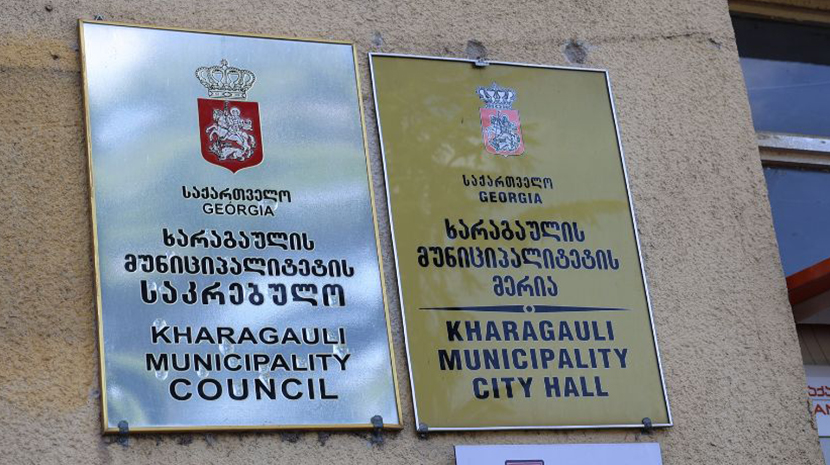 საქართველო
GEORGIA
ხარაგაულის
მუნიციპალიტეტის
საკრებულო
KHARAGAULI
MUNICIPALITY
COUNCIL
საქართველო
GEORGIA
ხარაგაულის
მუნიციპალიტეტის
მერია
KHARAGAULI
MUNICIPALITY
CITY HALL